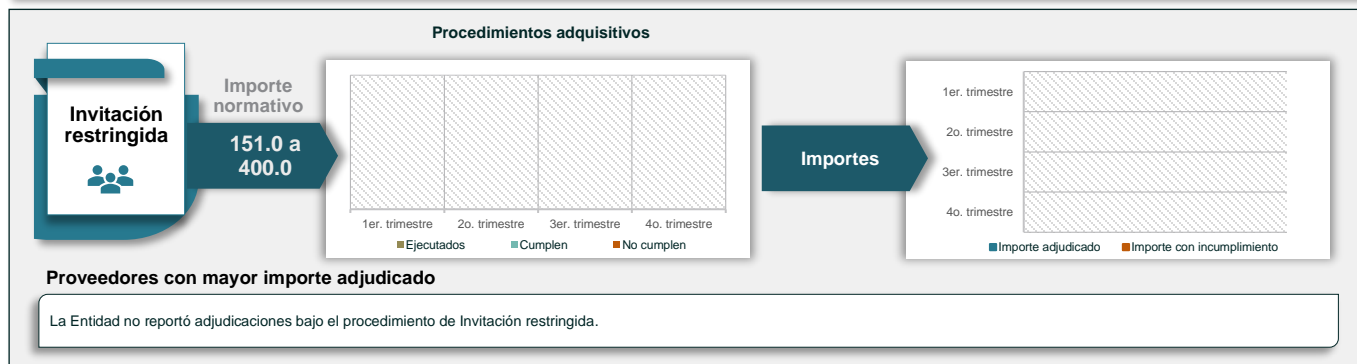 Procedimientos adquisitivos
Invitación
restringida
Importe
normativo
151.0 a
400.0
1er. trimestre 2o. trimestre 3er. trimestre 4o. trimestre
Ejecutados Cumplen No cumplen
Importes
1er. trimestre
2o. trimestre
3er. trimestre
4o. trimestre
Importe adjudicado Importe con incumplimiento
Proveedores con mayor importe adjudicado
La Entidad no reportó adjudicaciones bajo el procedimiento de Invitación restringida.